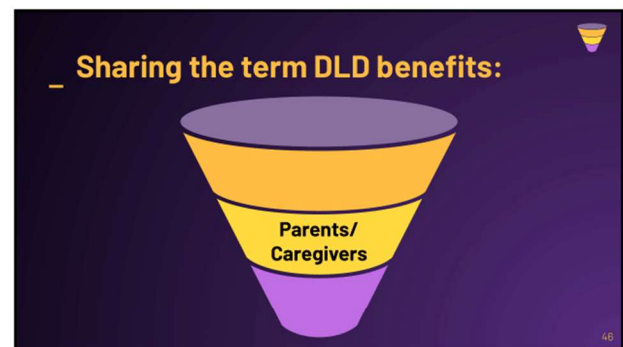 _ Sharing the term DLD benefits:
Parents/
Caregivers
46